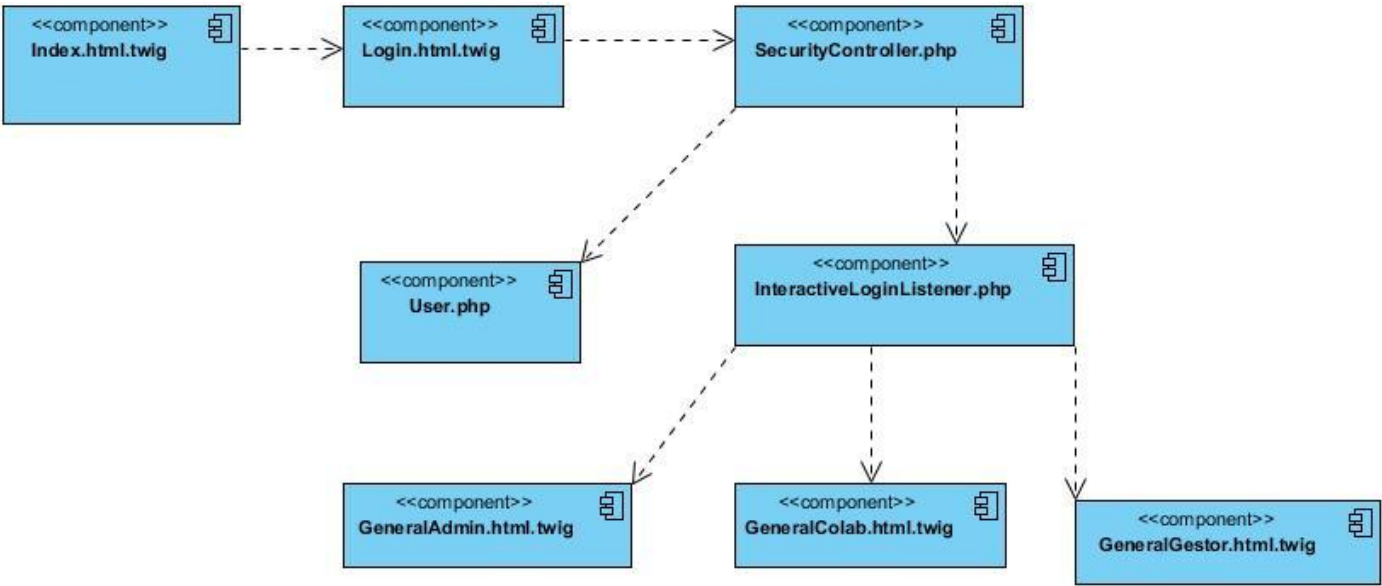 <<component>>
Index.html.twig
<<component>>
Login.html.twig
<<component>>
SecurityController.php
<<component>>
User.php
<<component>>
InteractiveLoginListener.php
<<component>>
GeneralAdmin.html.twig
<<component>>
GeneralColab.html.twig
<<component>>
GeneralGestor.html.twig